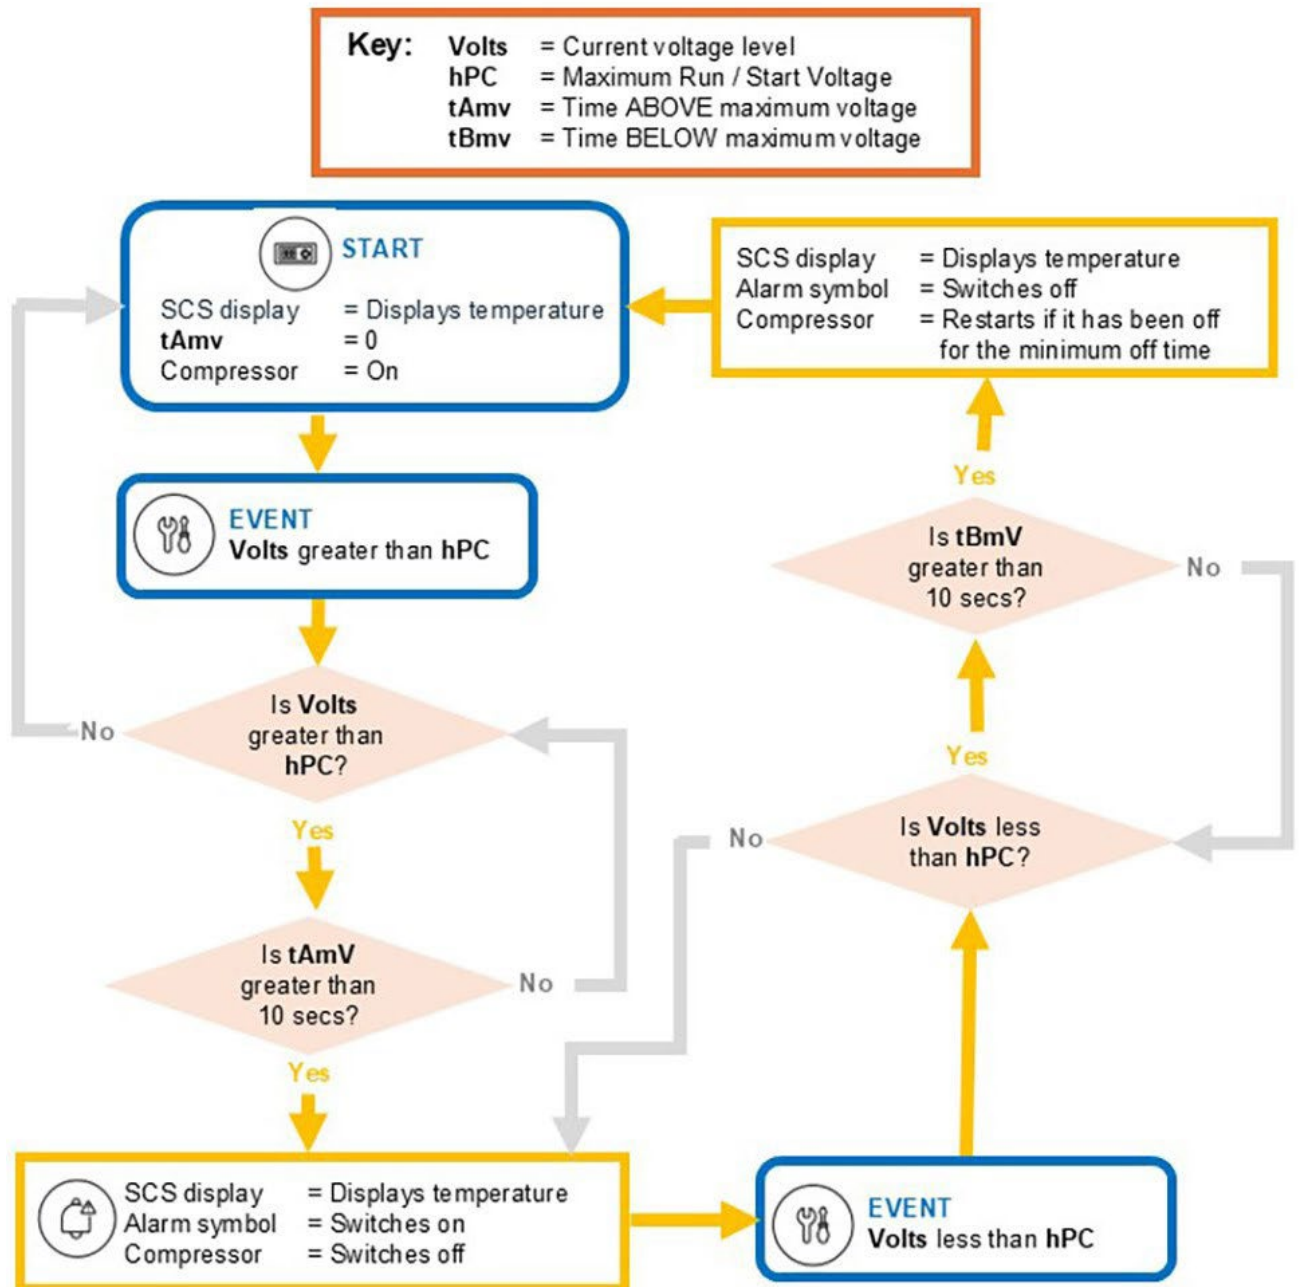 Key: Volts = Current voltage level
hPC = Maximum Run / Start Voltage
tAmv = Time ABOVE maximum voltage
tBmv = Time BELOW maximum voltage
START
SCS display = Displays temperature
tAmv = 0
Compressor = On
EVENT
Volts greater than hPC
Is Volts
greater than
hPC?
No
Yes
Is tAmV
greater than
10 secs?
No
Yes
SCS display = Displays temperature
Alarm symbol = Switches on
Compressor = Switches off
EVENT
Volts less than hPC
Is Volts less
than hPC?
No
Yes
Is tBmV
greater than
10 secs?
No
Yes
SCS display = Displays temperature
Alarm symbol = Switches off
Compressor = Restarts if it has been off
for the minimum off time